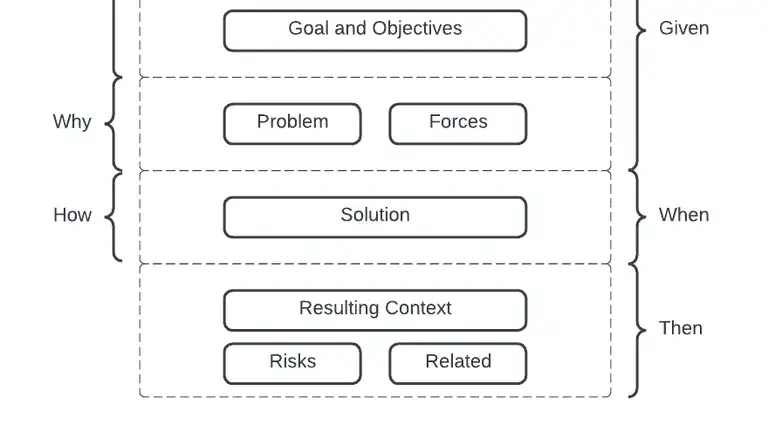 Goal and Objectives
Given
Why
Problem
Forces
How
Solution
When
Resulting Context
Then
Risks
Related